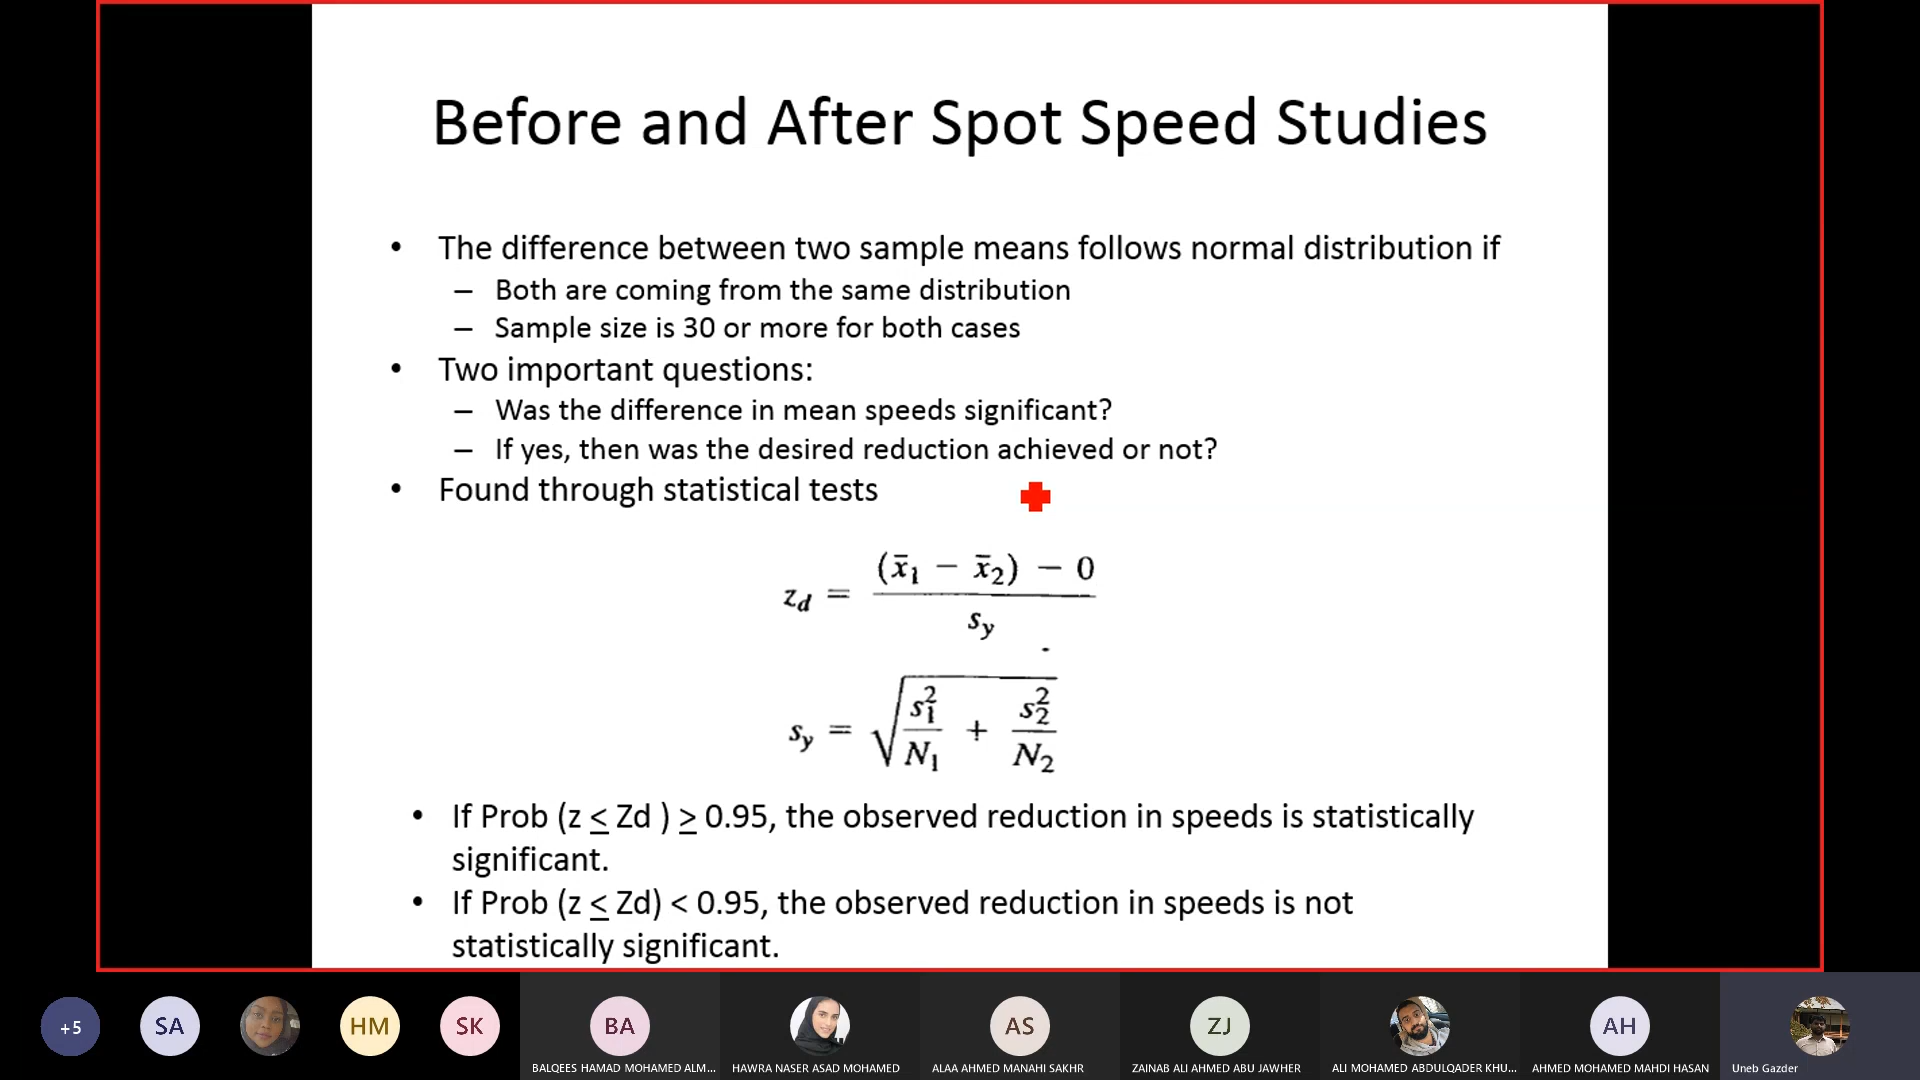 Before and After Spot Speed Studies
• The difference between two sample means follows normal distribution if
– Both are coming from the same distribution
– Sample size is 30 or more for both cases
• Two important questions:
– Was the difference in mean speeds significant?
– If yes, then was the desired reduction achieved or not?
• Found through statistical tests
z_d = ((x̄₁ − x̄₂) − 0) / s_y
s_y = √(s₁²/N₁ + s₂²/N₂)
• If Prob (z ≤ Zd ) ≥ 0.95, the observed reduction in speeds is statistically
significant.
• If Prob (z ≤ Zd) < 0.95, the observed reduction in speeds is not
statistically significant.
+5 SA HM SK BA AS ZJ AH
BALQEES HAMAD MOHAMED ALM... HAWRA NASER ASAD MOHAMED ALAA AHMED MANAHI SAKHR ZAINAB ALI AHMED ABU JAWHER ALI MOHAMED ABDULQADER KHU... AHMED MOHAMED MAHDI HASAN Uneb Gazder